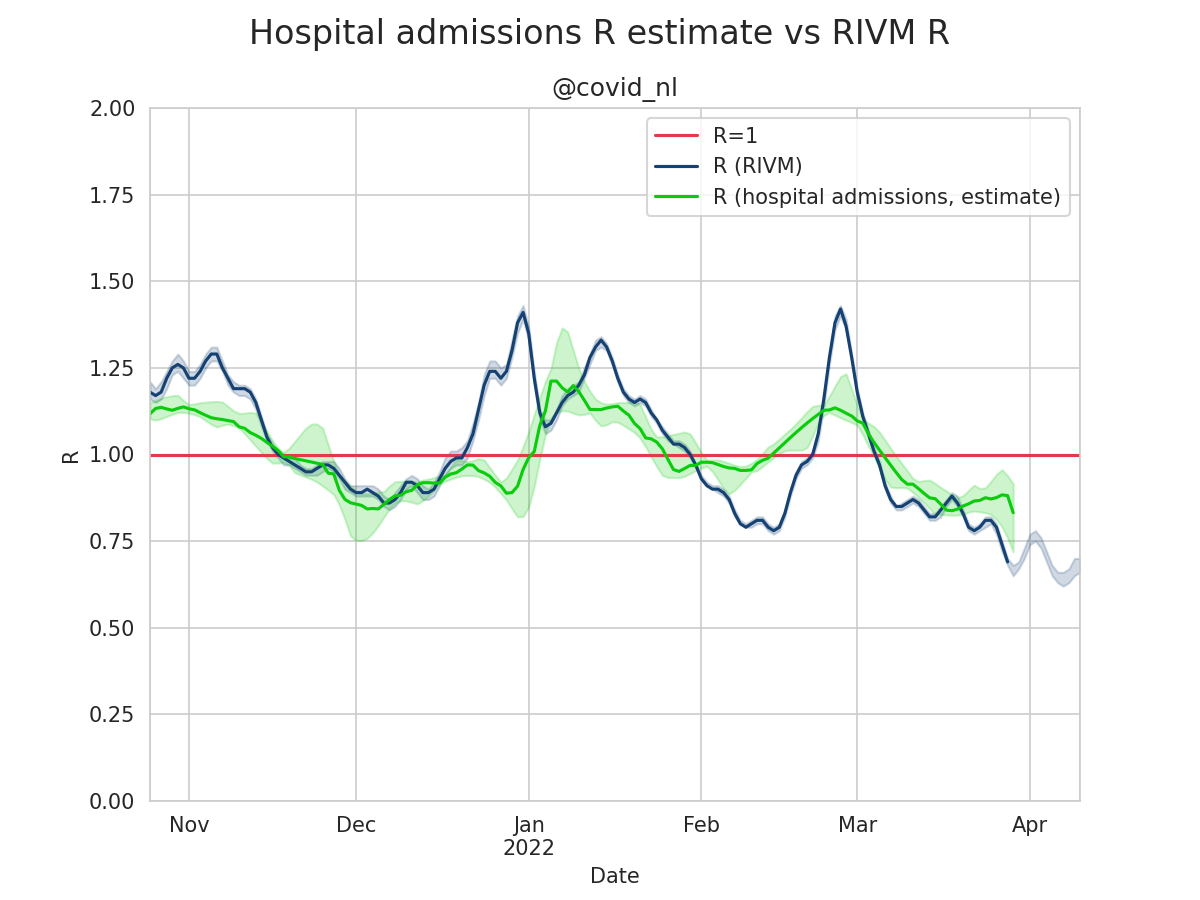 Hospital admissions R estimate vs RIVM R
@covid_nl
R=1
R (RIVM)
R (hospital admissions, estimate)
R
2.00
1.75
1.50
1.25
1.00
0.75
0.50
0.25
0.00
Nov
Dec
Jan
2022
Feb
Mar
Apr
Date